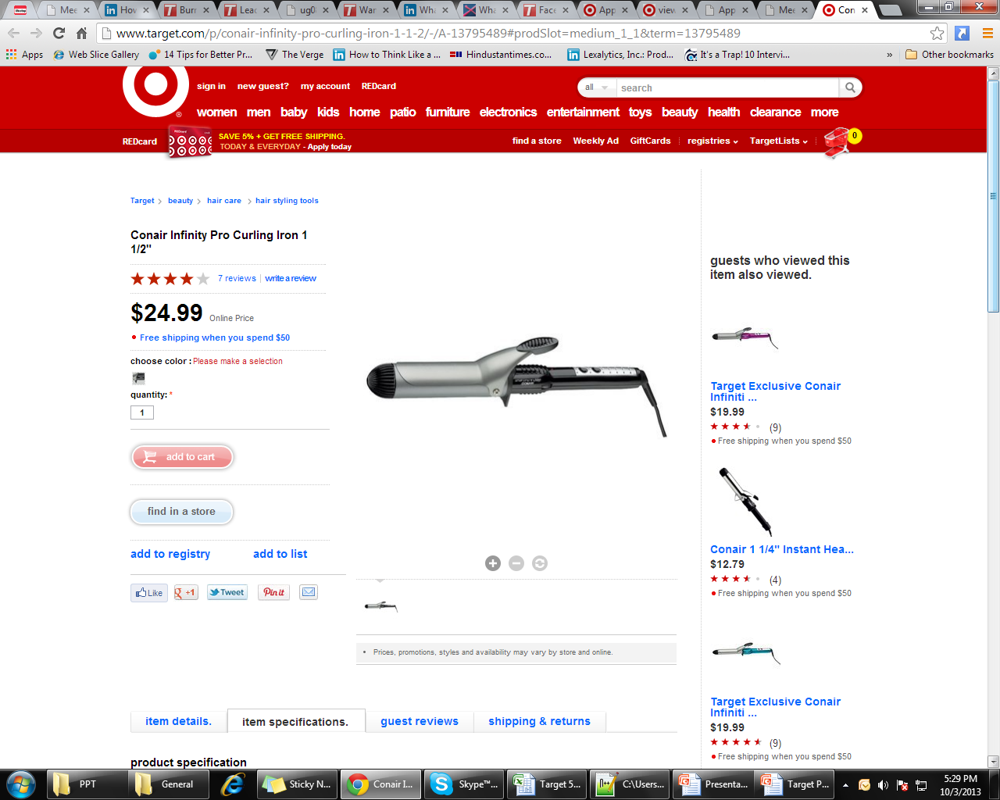 Mee
How
Burr
Lea
ug0
War
Wha
Wha
Face
App
view
App
Mee
Con
www.target.com/p/conair-infinity-pro-curling-iron-1-1-2/-/A-13795489#prodSlot=medium_1_1&term=13795489
Apps Web Slice Gallery 14 Tips for Better Pr... The Verge How to Think Like a ... Hindustantimes.co... Lexalytics, Inc.: Prod... It's a Trap! 10 Intervi... » Other bookmarks
sign in new guest? my account REDcard
all search
women men baby kids home patio furniture electronics entertainment toys beauty health clearance more
REDcard
SAVE 5% + GET FREE SHIPPING.
TODAY & EVERYDAY - Apply today
find a store Weekly Ad GiftCards registries TargetLists 0
Target beauty hair care hair styling tools
Conair Infinity Pro Curling Iron 1
1/2"
7 reviews | write a review
$24.99 Online Price
Free shipping when you spend $50
choose color : Please make a selection
quantity: *
1
add to cart
find in a store
add to registry add to list
Like
+1
Tweet
Pinit
• Prices, promotions, styles and availability may vary by store and online.
guests who viewed this
item also viewed.
Target Exclusive Conair
Infiniti ...
$19.99
(9)
Free shipping when you spend $50
Conair 1 1/4" Instant Hea...
$12.79
(4)
Free shipping when you spend $50
Target Exclusive Conair
Infiniti ...
$19.99
(9)
Free shipping when you spend $50
item details. item specifications. guest reviews shipping & returns
product specification
PPT General Sticky N... Conair I... Skype™... Target 5... C:\Users... Presenta... Target P...
5:29 PM
10/3/2013